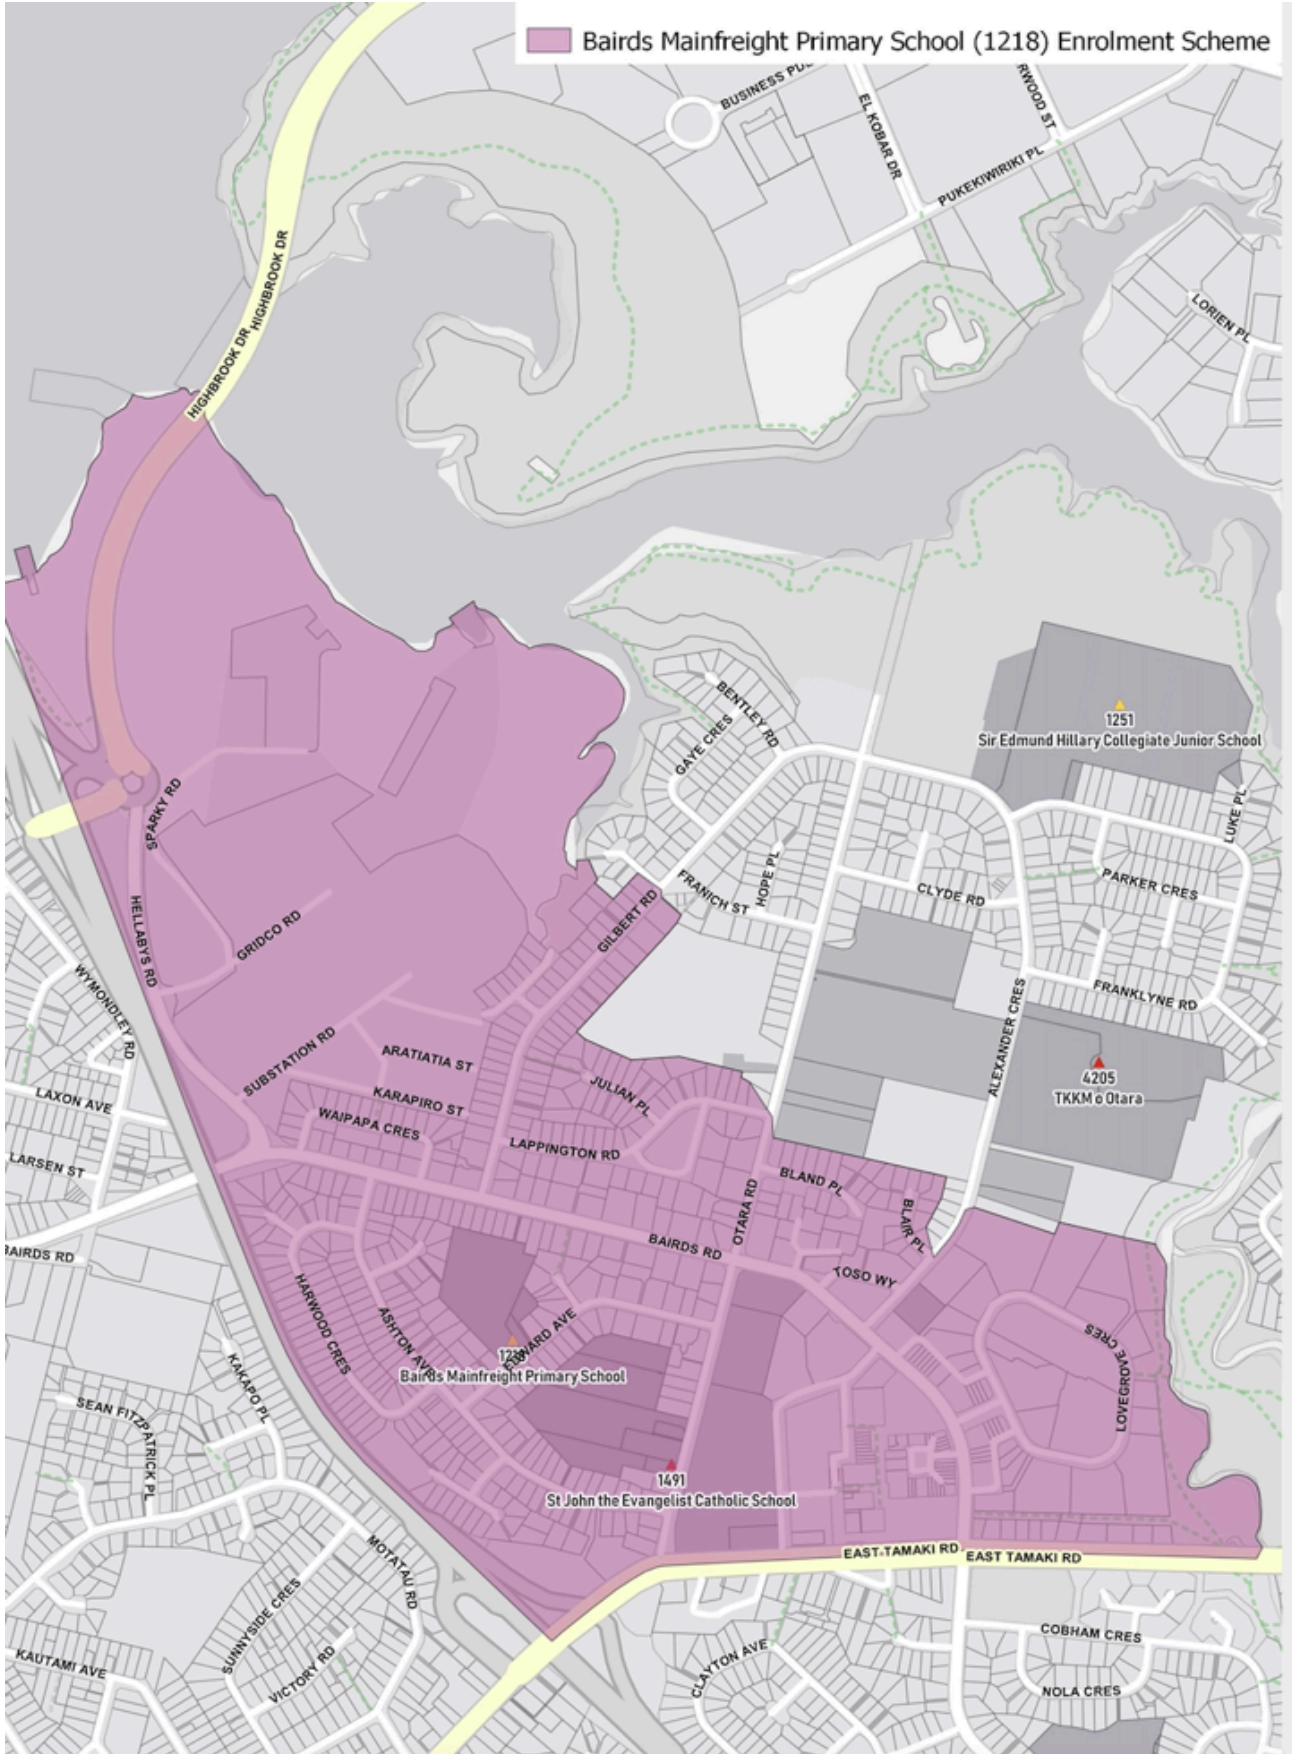 Bairds Mainfreight Primary School (1218) Enrolment Scheme
EL KOBAR DR
PUKEKIWIRIKI PL
LORIEN PL
HIGHBROOK DR
HIGHBROOK DR
BENTLEY RD
GAYE CRES
1251
Sir Edmund Hillary Collegiate Junior School
LUKE PL
SPARKY RD
HOPE PL
FRANICH ST
CLYDE RD
PARKER CRES
HELLABYS RD
GRIDCO RD
GILBERT RD
WYMONDLEY RD
FRANKLYNE RD
ALEXANDER CRES
SUBSTATION RD
ARATIATIA ST
4205
TKKM o Otara
LAXON AVE
KARAPIRO ST
JULIAN PL
WAIPAPA CRES
LARSEN ST
LAPPINGTON RD
BLAND PL
OTARA RD
BLAIR PL
BAIRDS RD
BAIRDS RD
HARWOOD CRES
ASHTON AVE
LOVEGROVE CRES
Bairds Mainfreight Primary School
KAKAPO PL
SEAN FITZPATRICK PL
1491
St John the Evangelist Catholic School
MOTATAU RD
EAST TAMAKI RD
EAST TAMAKI RD
SUNNYSIDE CRES
VICTORY RD
KAUTAMI AVE
CLAYTON AVE
COBHAM CRES
NOLA CRES